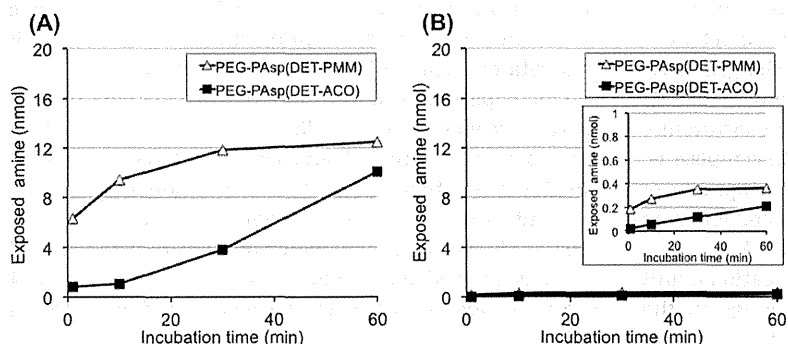 (A)
20
16
12
8
4
0
Exposed amine (nmol)
PEG-PAsp(DET-PMM)
PEG-PAsp(DET-ACO)
0 20 40 60
Incubation time (min)
(B)
20
16
12
8
4
0
Exposed amine (nmol)
PEG-PAsp(DET-PMM)
PEG-PAsp(DET-ACO)
1
0.8
0.6
0.4
0.2
0
Exposed amine (nmol)
0 20 40 60
Incubation time (min)
0 20 40 60
Incubation time (min)